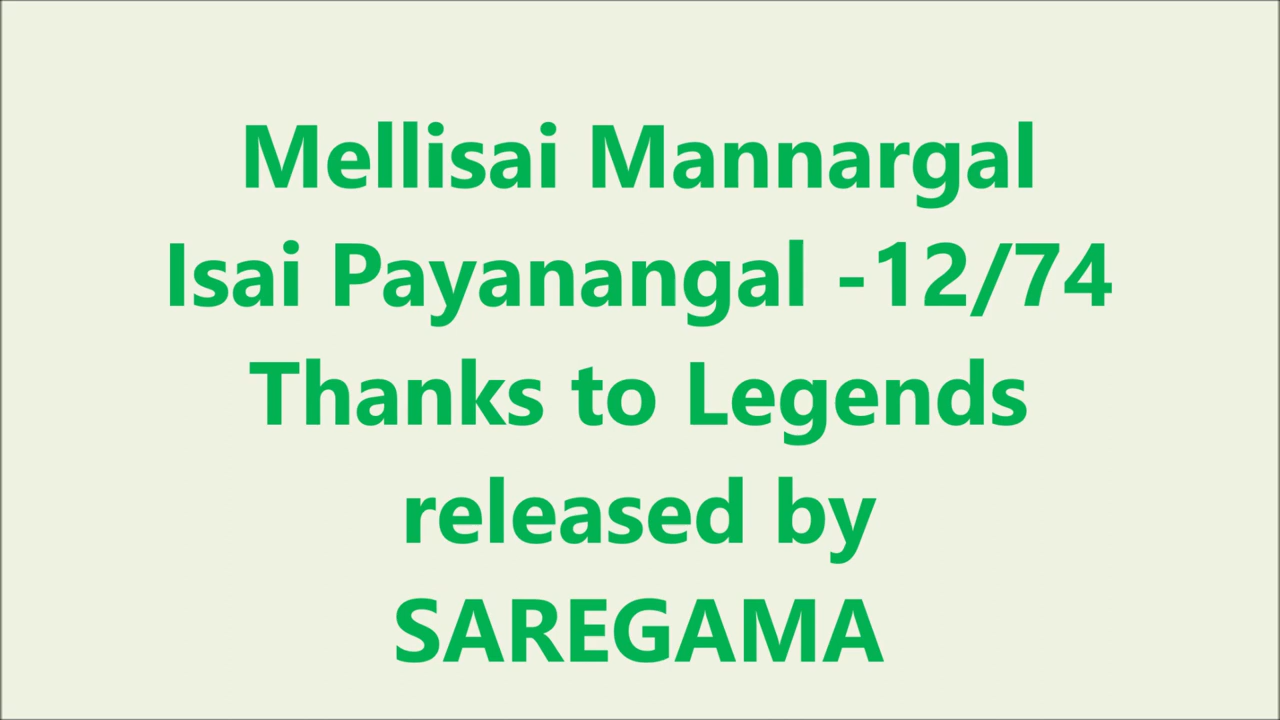 Mellisai Mannargal
Isai Payanangal -12/74
Thanks to Legends
released by
SAREGAMA